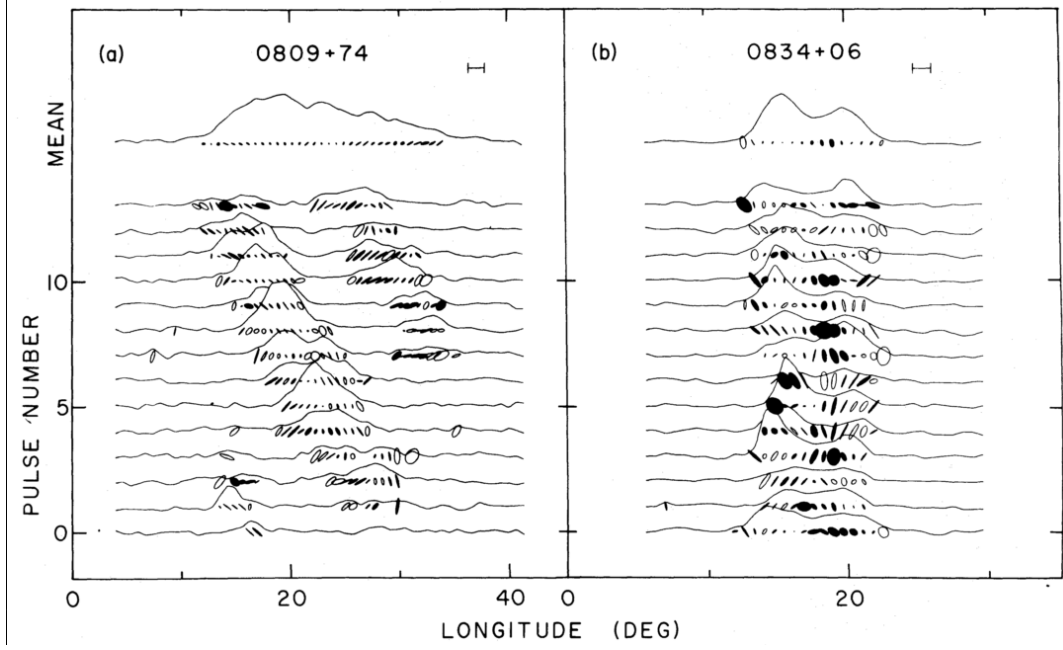 (a) 0809+74
(b) 0834+06
MEAN
PULSE NUMBER
10
5
0
0 20 40
0 20
LONGITUDE (DEG)